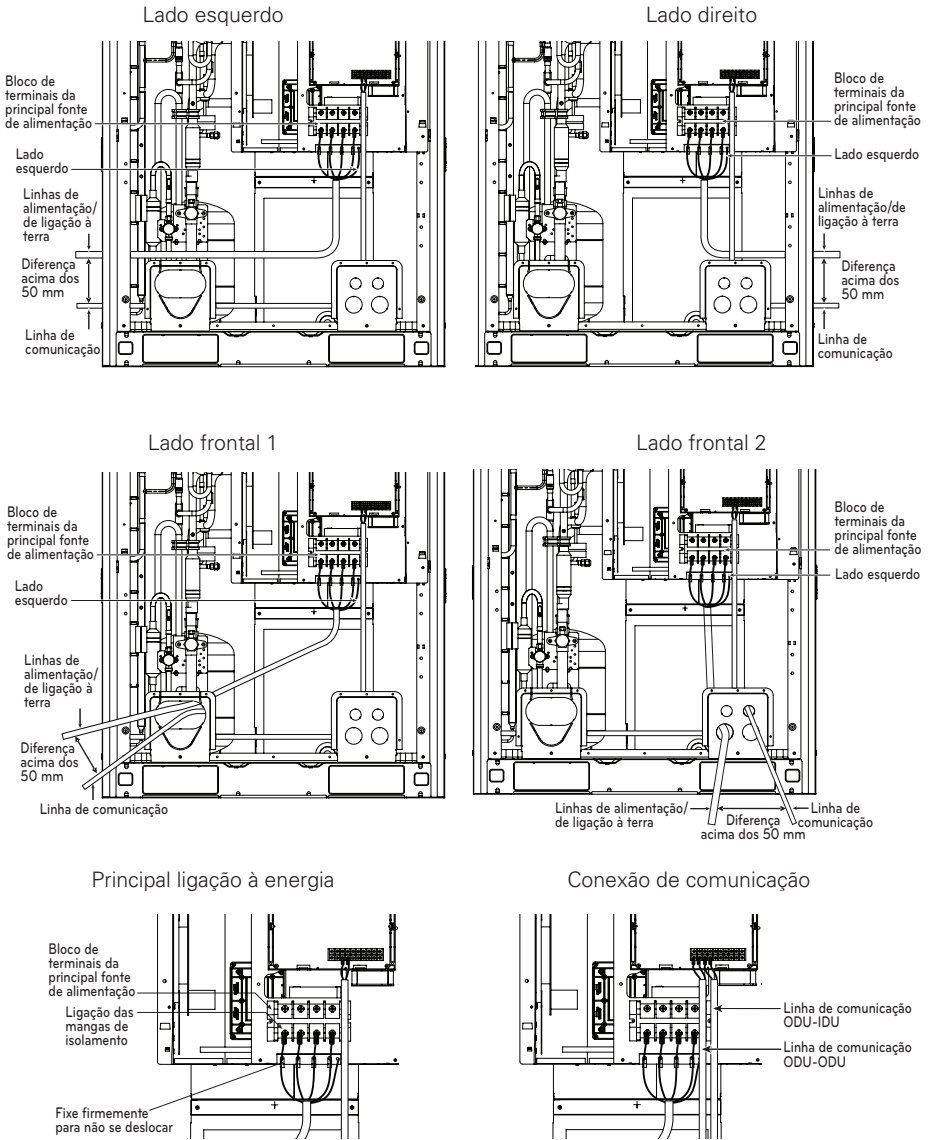 Lado esquerdo
Bloco de
terminais da
principal fonte
de alimentação
Lado
esquerdo
Linhas de
alimentação/
de ligação à
terra
Diferença
acima dos
50 mm
Linha de
comunicação
Lado direito
Bloco de
terminais da
principal fonte
de alimentação
Lado esquerdo
Linhas de
alimentação/de
ligação à terra
Diferença
acima dos
50 mm
Linha de
comunicação
Lado frontal 1
Bloco de
terminais da
principal fonte
de alimentação
Lado
esquerdo
Linhas de
alimentação/
de ligação à
terra
Diferença
acima dos
50 mm
Linha de comunicação
Lado frontal 2
Bloco de
terminais da
principal fonte
de alimentação
Lado esquerdo
Linhas de alimentação/
de ligação à terra
Diferença
acima dos 50 mm
Linha de
comunicação
Principal ligação à energia
Bloco de
terminais da
principal fonte
de alimentação
Ligação das
mangas de
isolamento
Fixe firmemente
para não se deslocar
Conexão de comunicação
Linha de comunicação
ODU-IDU
Linha de comunicação
ODU-ODU